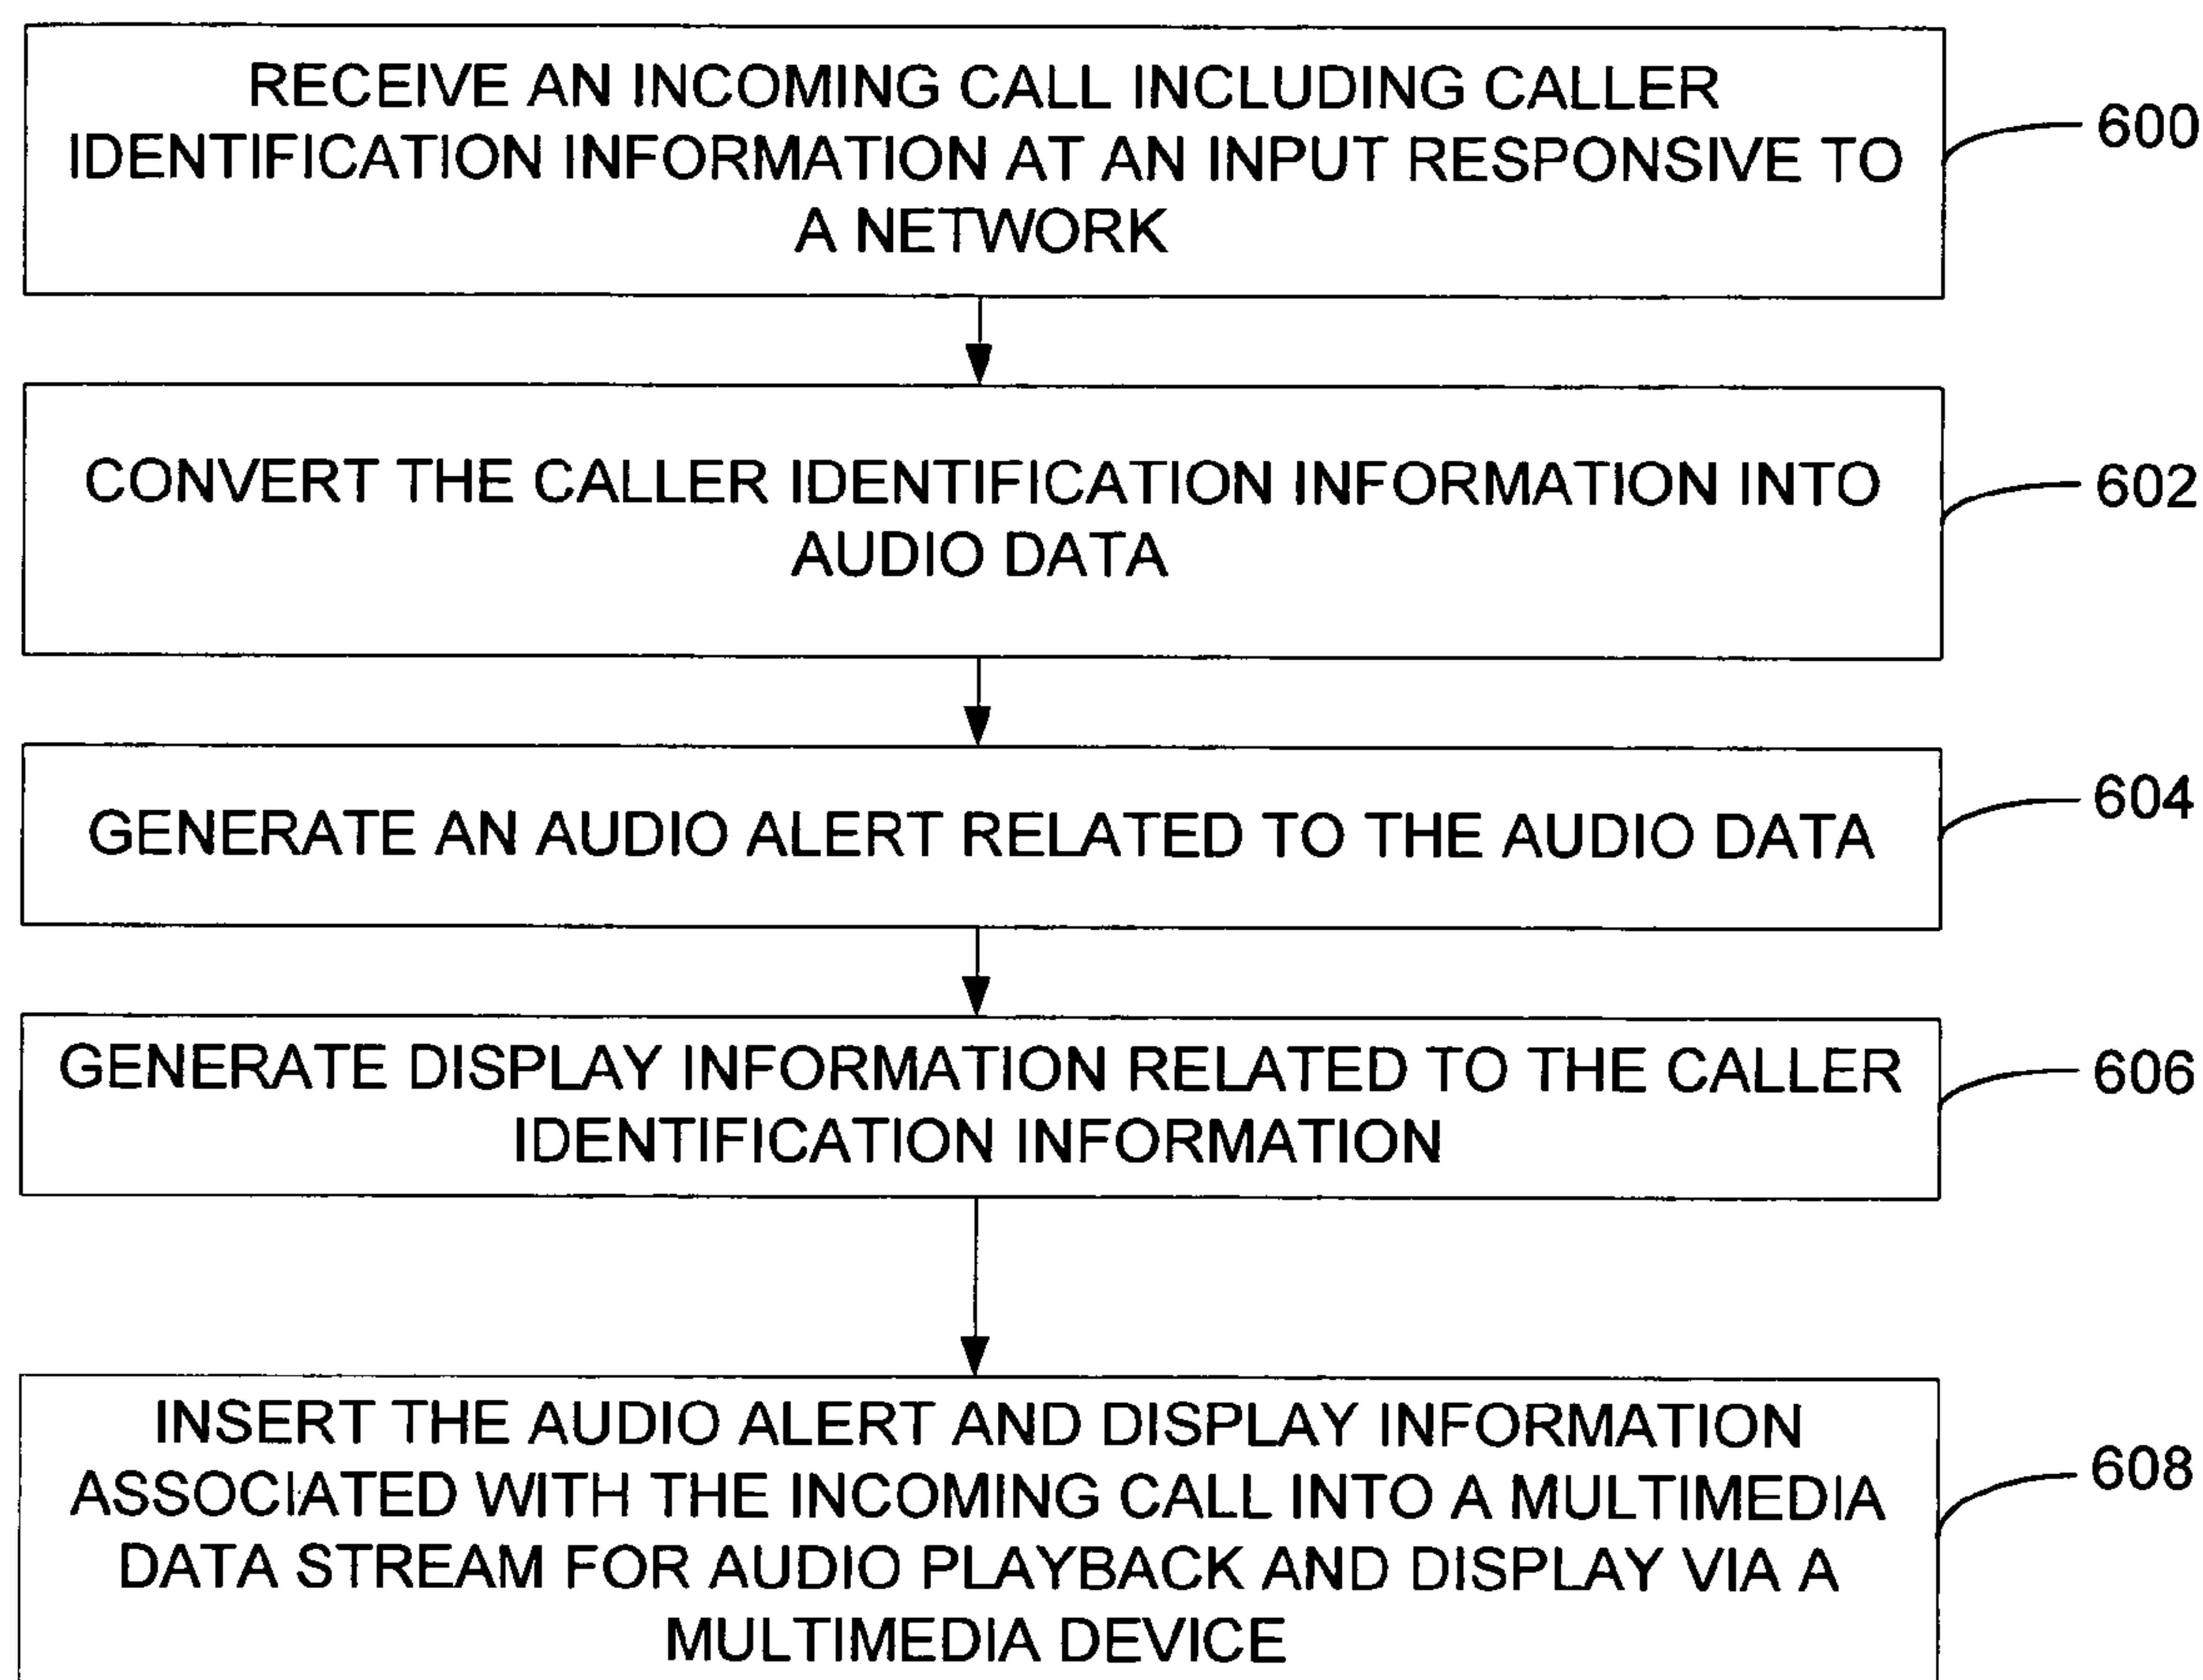 RECEIVE AN INCOMING CALL INCLUDING CALLER
IDENTIFICATION INFORMATION AT AN INPUT RESPONSIVE TO
A NETWORK
600
CONVERT THE CALLER IDENTIFICATION INFORMATION INTO
AUDIO DATA
602
GENERATE AN AUDIO ALERT RELATED TO THE AUDIO DATA
604
GENERATE DISPLAY INFORMATION RELATED TO THE CALLER
IDENTIFICATION INFORMATION
606
INSERT THE AUDIO ALERT AND DISPLAY INFORMATION
ASSOCIATED WITH THE INCOMING CALL INTO A MULTIMEDIA
DATA STREAM FOR AUDIO PLAYBACK AND DISPLAY VIA A
MULTIMEDIA DEVICE
608